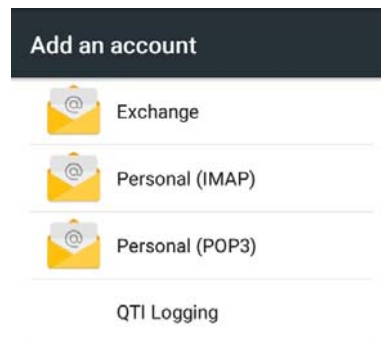 Add an account
@
Exchange
@
Personal (IMAP)
@
Personal (POP3)
QTI Logging